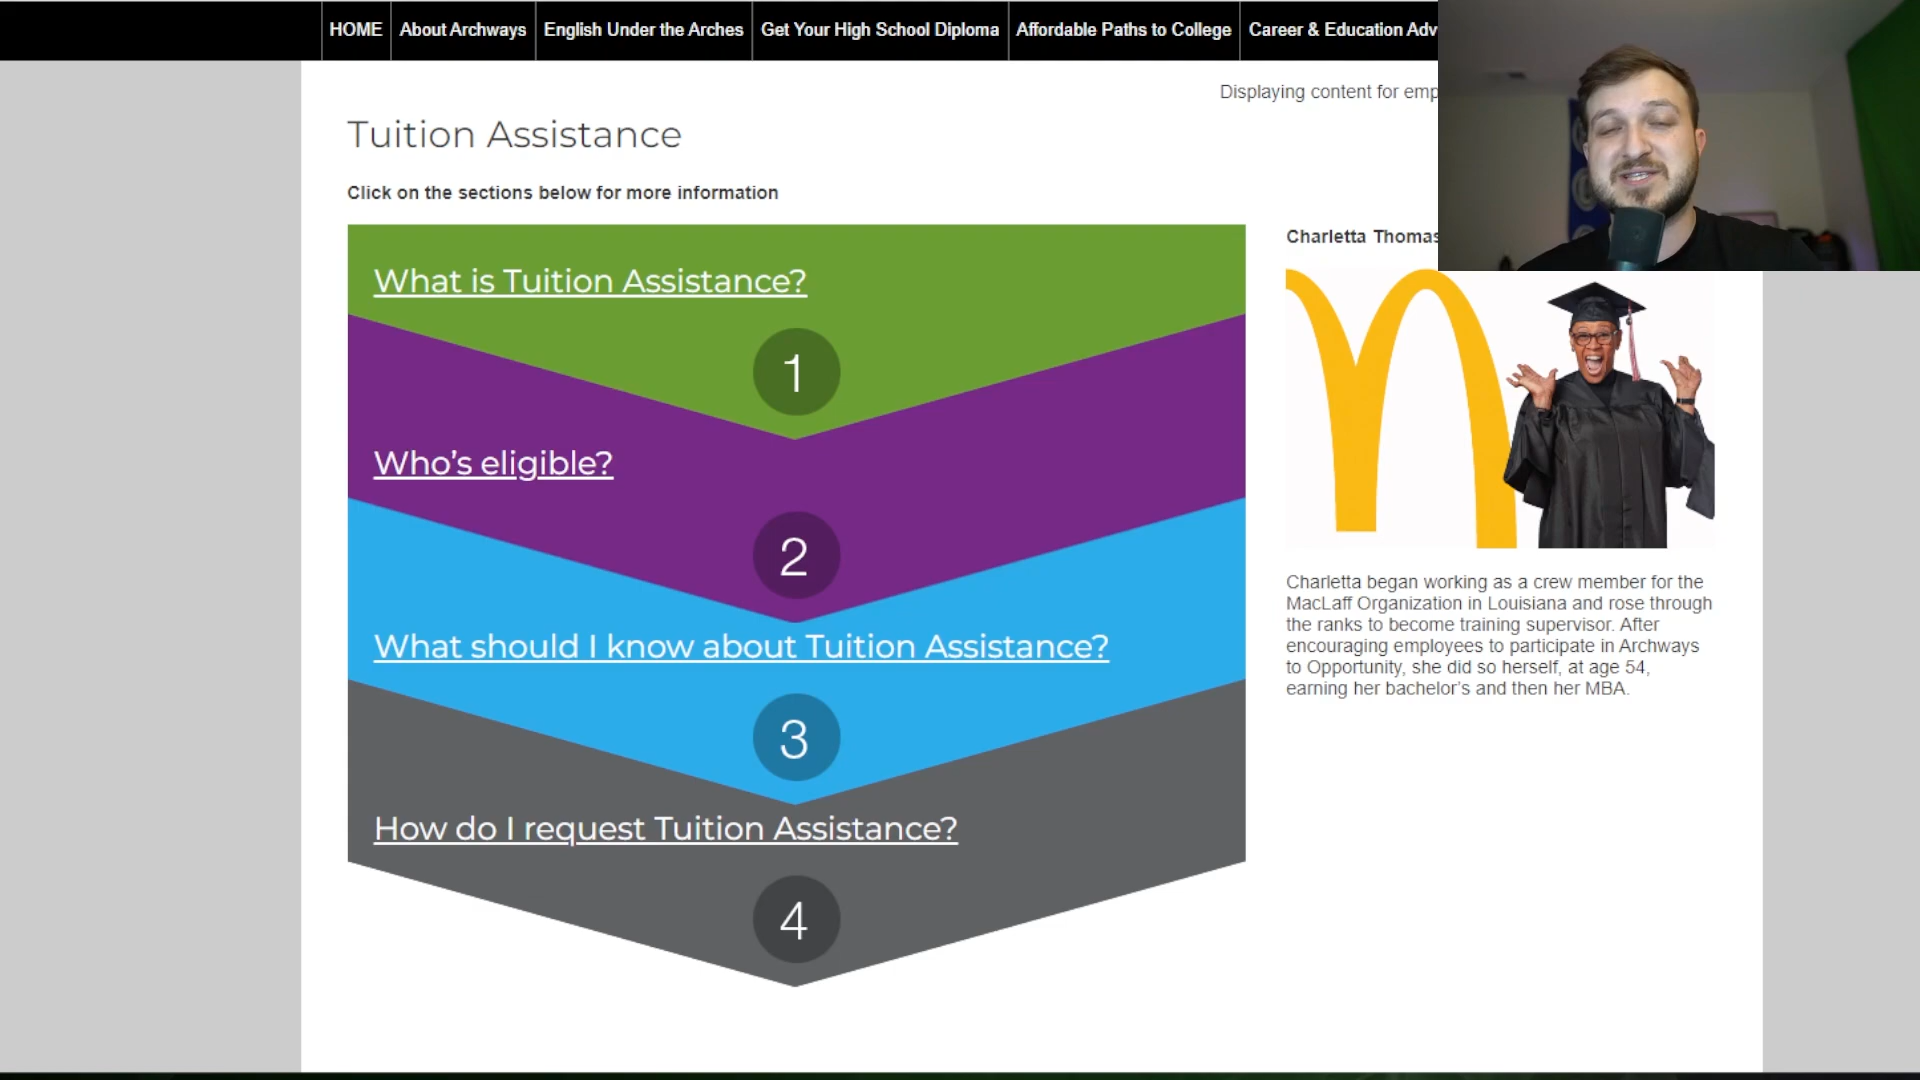 HOME About Archways English Under the Arches Get Your High School Diploma Affordable Paths to College Career & Education Adv
Displaying content for emp
Tuition Assistance
Click on the sections below for more information
What is Tuition Assistance?
1
Who’s eligible?
2
What should I know about Tuition Assistance?
3
How do I request Tuition Assistance?
4
Charletta Thomas
Charletta began working as a crew member for the
MacLaff Organization in Louisiana and rose through
the ranks to become training supervisor. After
encouraging employees to participate in Archways
to Opportunity, she did so herself, at age 54,
earning her bachelor’s and then her MBA.